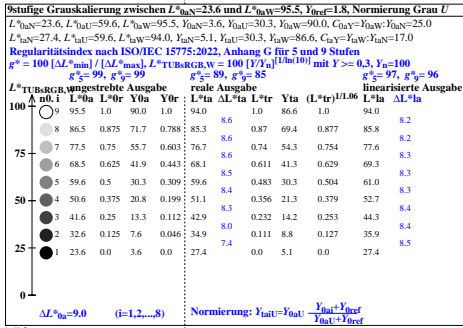 9stufige Grauskalierung zwischen L*0aN=23.6 und L*0aW=95.5, Y0ref=1.8, Normierung Grau U
L*0aN=23.6, L*0aU=59.6, L*0aW=95.5, Y0aN=3.6, Y0aU=30.3, Y0aW=90.0, C0aY=Y0aW:Y0aN=25.0
L*taN=27.4, L*taU=59.6, L*taW=94.0, YtaN=5.1, YtaU=30.3, YtaW=86.6, CtaY=YtaW:YtaN=17.0
Regularitätsindex nach ISO/IEC 15775:2022, Anhang G für 5 und 9 Stufen
g* = 100 [ΔL*min] / [ΔL*max], L*TUBsRGB,W = 100 [Y/Yn][1/ln(10)] mit Y >= 0,3, Yn=100
g*5= 99, g*9= 99 g*5= 89, g*9= 85 g*5= 97, g*9= 96
L*TUBsRGB,W angestrebte Ausgabe reale Ausgabe linearisierte Ausgabe
n0. i L*0a L*0r Y0a Y0r L*ta ΔL*ta L*tr Yta (L*tr)1/1.06 L*la ΔL*la
100 9 95.5 1.0 90.0 1.0 94.0 1.0 86.6 1.0 94.0
8.6 8.2
8 86.5 0.875 71.7 0.788 85.3 0.87 69.4 0.877 85.8
8.6 8.2
75 7 77.5 0.75 55.7 0.603 76.7 0.74 54.3 0.754 77.6
8.6 8.3
6 68.5 0.625 41.9 0.443 68.1 0.611 41.3 0.629 69.3
8.5 8.3
5 59.6 0.5 30.3 0.309 59.6 0.483 30.3 0.504 61.0
8.4 8.3
50 4 50.6 0.375 20.8 0.199 51.1 0.356 21.3 0.379 52.7
8.3 8.4
3 41.6 0.25 13.3 0.112 42.9 0.232 14.2 0.253 44.3
8.0 8.4
2 32.6 0.125 7.6 0.046 34.9 0.111 8.8 0.127 35.9
7.4 8.5
25 1 23.6 0.0 3.6 0.0 27.4 0.0 5.1 0.0 27.4
ΔL*0a=9.0 (i=1,2,...,8) Normierung: YtaiU=Y0aU (Y0ai+Y0ref)/(Y0aU+Y0ref)
0